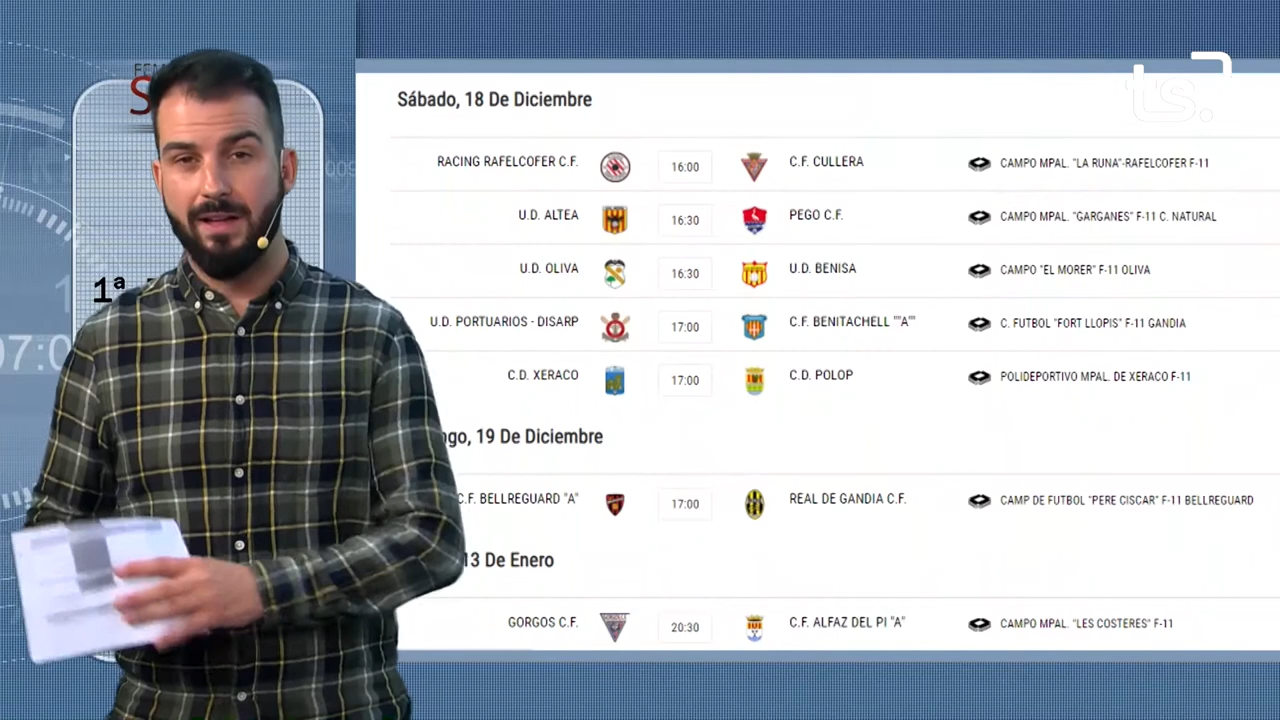 ts.
Sábado, 18 De Diciembre
RACING RAFELCOFER C.F. 16:00 C.F. CULLERA CAMPO MPAL. "LA RUNA"-RAFELCOFER F-11
U.D. ALTEA 16:30 PEGO C.F. CAMPO MPAL. "GARGANES" F-11 C. NATURAL
U.D. OLIVA 16:30 U.D. BENISA CAMPO "EL MORER" F-11 OLIVA
1ª
U.D. PORTUARIOS - DISARP 17:00 C.F. BENITACHELL ""A"" C. FUTBOL "FORT LLOPIS" F-11 GANDIA
07:0
C.D. XERACO 17:00 C.D. POLOP POLIDEPORTIVO MPAL. DE XERACO F-11
ngo, 19 De Diciembre
C.F. BELLREGUARD "A" 17:00 REAL DE GANDIA C.F. CAMP DE FUTBOL "PERE CISCAR" F-11 BELLREGUARD
13 De Enero
GORGOS C.F. 20:30 C.F. ALFAZ DEL PI "A" CAMPO MPAL. "LES COSTERES" F-11